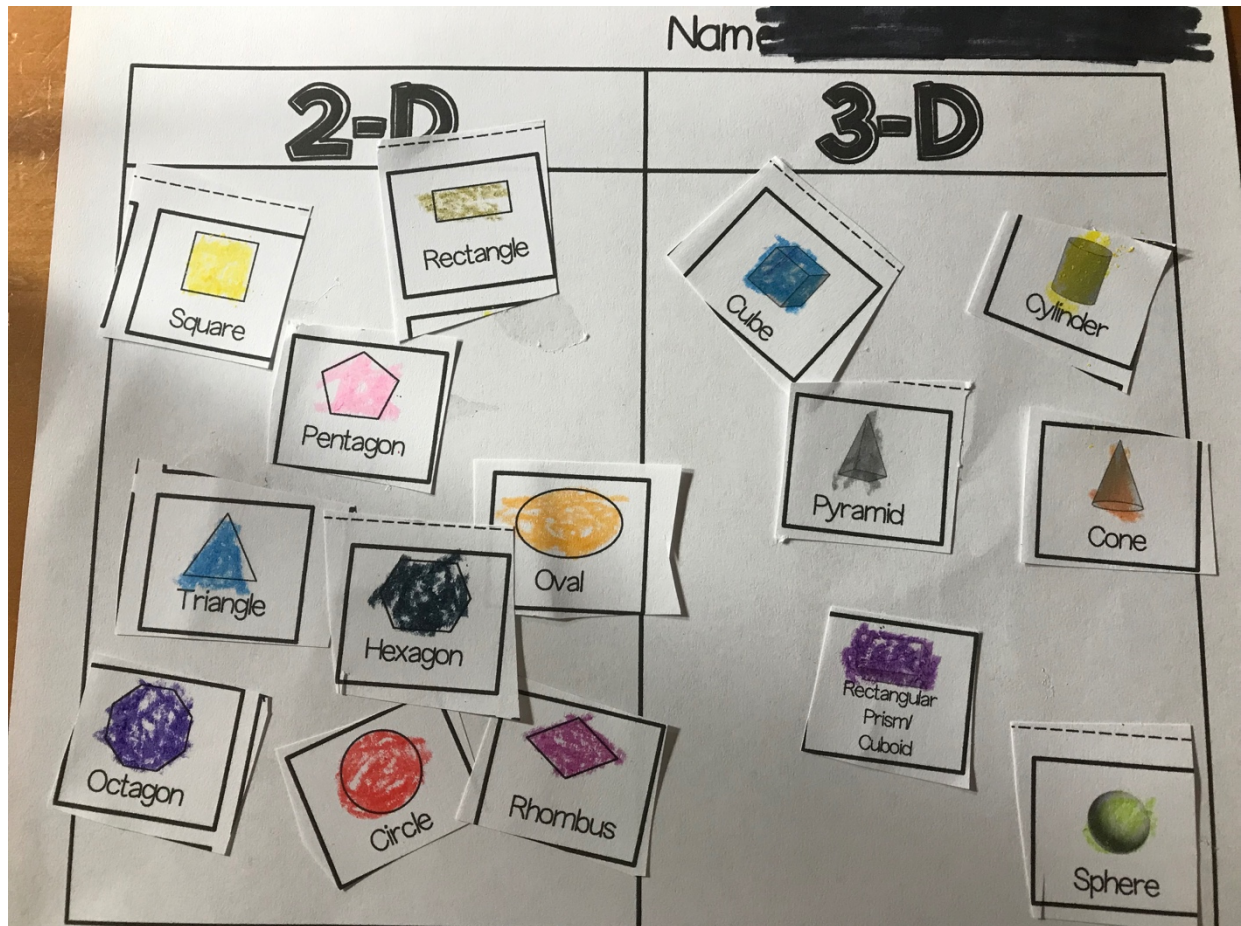 Name
2-D
3-D
Square
Rectangle
Pentagon
Triangle
Hexagon
Oval
Octagon
Circle
Rhombus
Cube
Cylinder
Pyramid
Cone
Rectangular
Prism/
Cuboid
Sphere